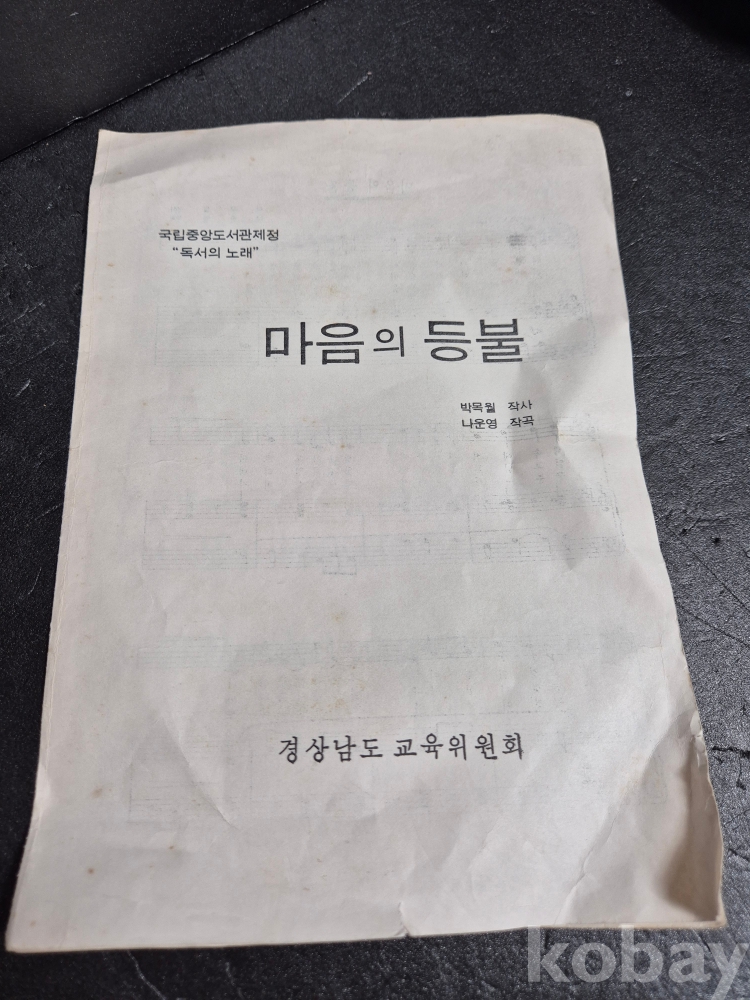 국립중앙도서관제정
“독서의 노래”
마음의 등불
박목월 작사
나운영 작곡
경상남도 교육위원회
kobay